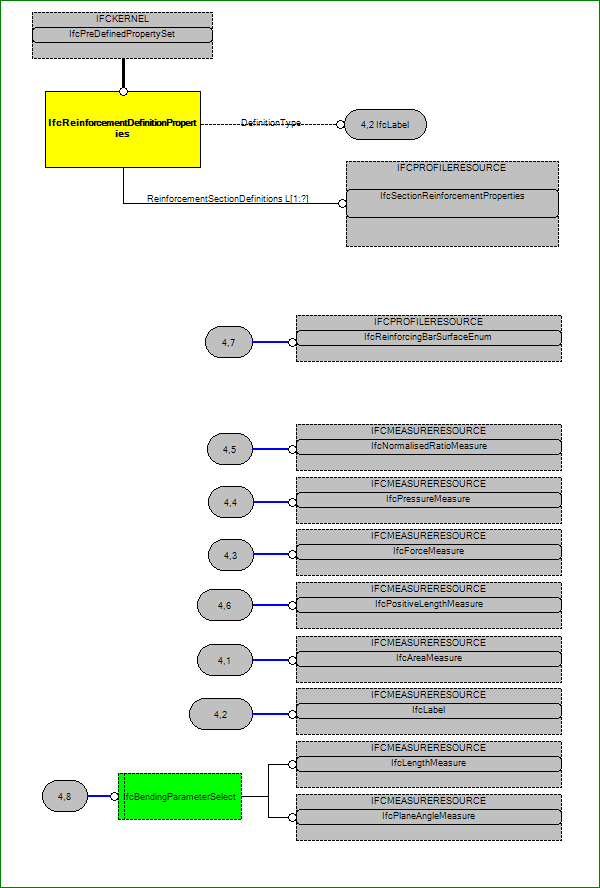 IFCKERNEL
IfcPreDefinedPropertySet
IfcReinforcementDefinitionPropert
ies
DefinitionType
4,2 IfcLabel
IFCPROFILERESOURCE
IfcSectionReinforcementProperties
ReinforcementSectionDefinitions L[1:?]
IFCPROFILERESOURCE
4,7
IfcReinforcingBarSurfaceEnum
IFCMEASURERESOURCE
4,5
IfcNormalisedRatioMeasure
IFCMEASURERESOURCE
4,4
IfcPressureMeasure
IFCMEASURERESOURCE
4,3
IfcForceMeasure
IFCMEASURERESOURCE
4,6
IfcPositiveLengthMeasure
IFCMEASURERESOURCE
4,1
IfcAreaMeasure
IFCMEASURERESOURCE
4,2
IfcLabel
IFCMEASURERESOURCE
IfcLengthMeasure
4,8
IfcBendingParameterSelect
IFCMEASURERESOURCE
IfcPlaneAngleMeasure